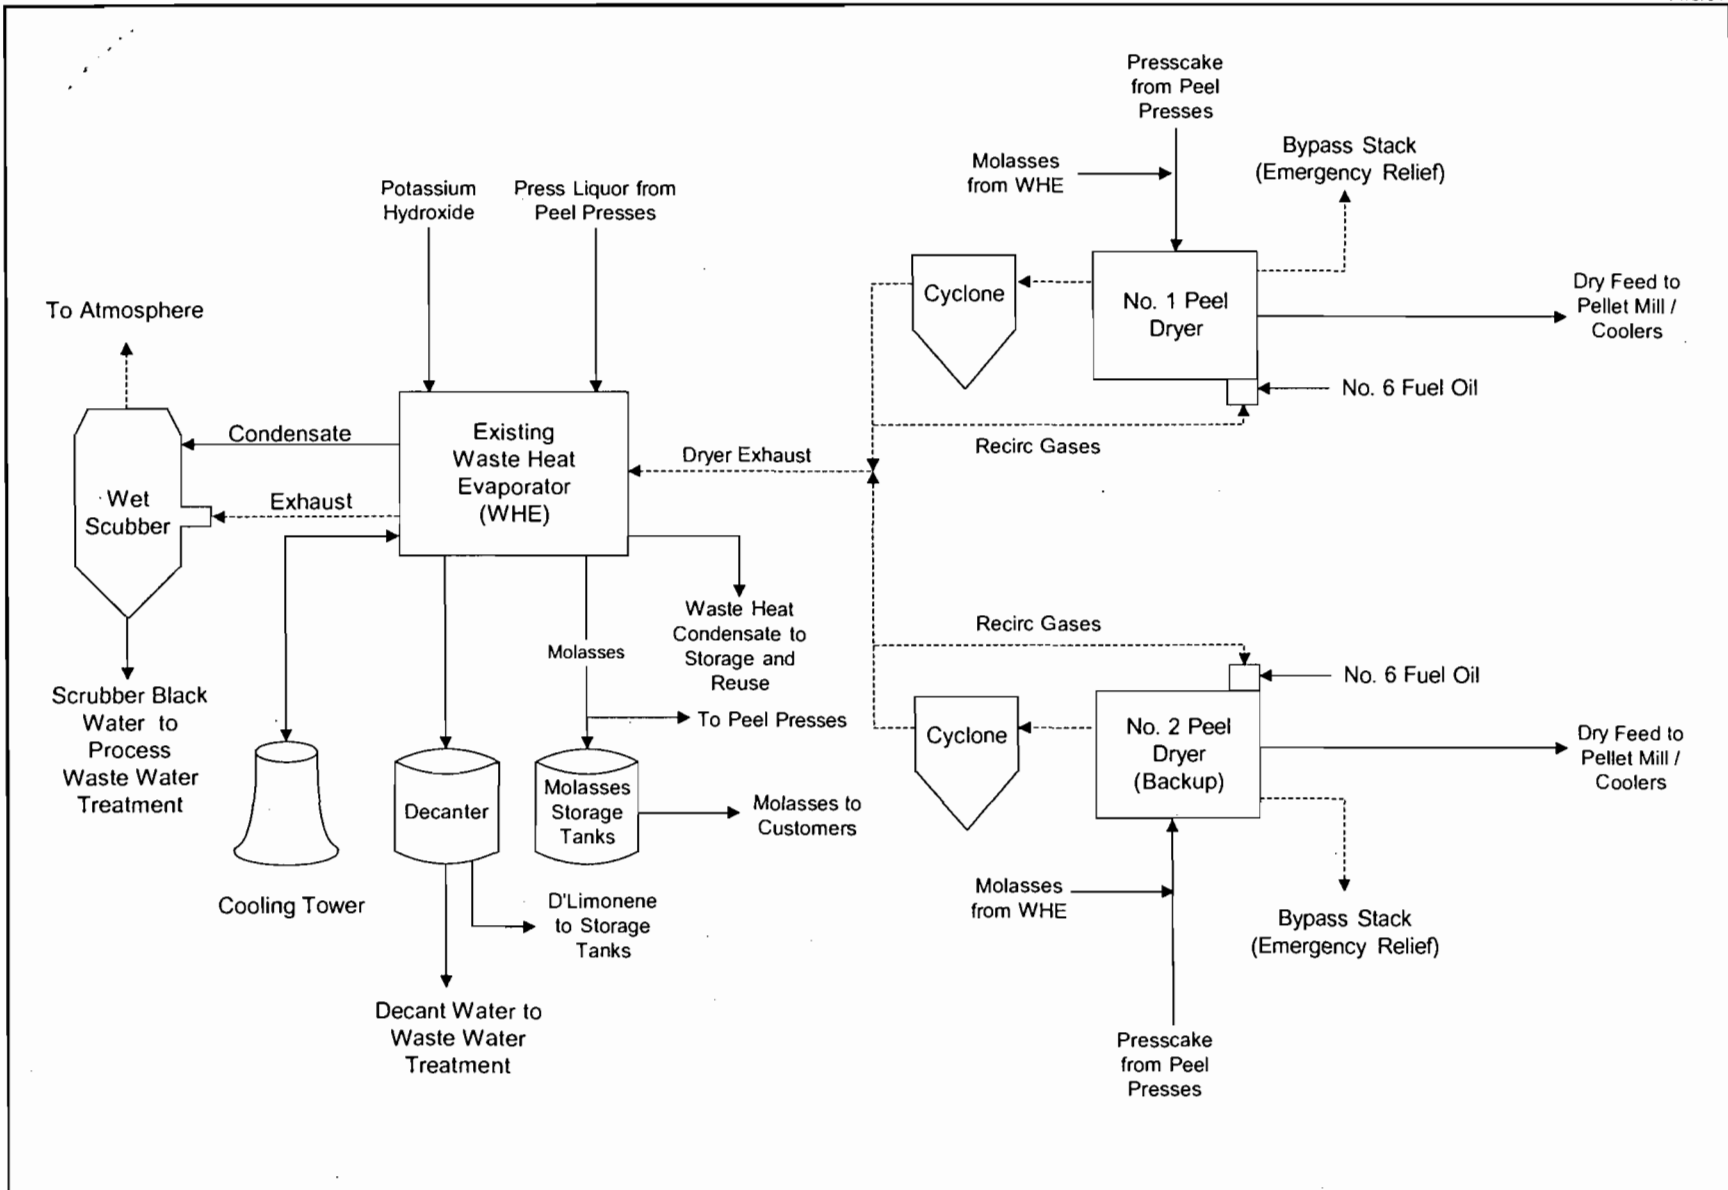 Presscake
from Peel
Presses
Molasses
from WHE
Bypass Stack
(Emergency Relief)
Potassium
Hydroxide
Press Liquor from
Peel Presses
Cyclone
No. 1 Peel
Dryer
Dry Feed to
Pellet Mill /
Coolers
To Atmosphere
No. 6 Fuel Oil
Condensate
Existing
Waste Heat
Evaporator
(WHE)
Dryer Exhaust
Recirc Gases
Wet
Scubber
Exhaust
Waste Heat
Condensate to
Storage and
Reuse
Molasses
To Peel Presses
Recirc Gases
No. 6 Fuel Oil
Scrubber Black
Water to
Process
Waste Water
Treatment
Cyclone
No. 2 Peel
Dryer
(Backup)
Dry Feed to
Pellet Mill /
Coolers
Decanter
Molasses
Storage
Tanks
Molasses to
Customers
Cooling Tower
D'Limonene
to Storage
Tanks
Molasses
from WHE
Bypass Stack
(Emergency Relief)
Decant Water to
Waste Water
Treatment
Presscake
from Peel
Presses